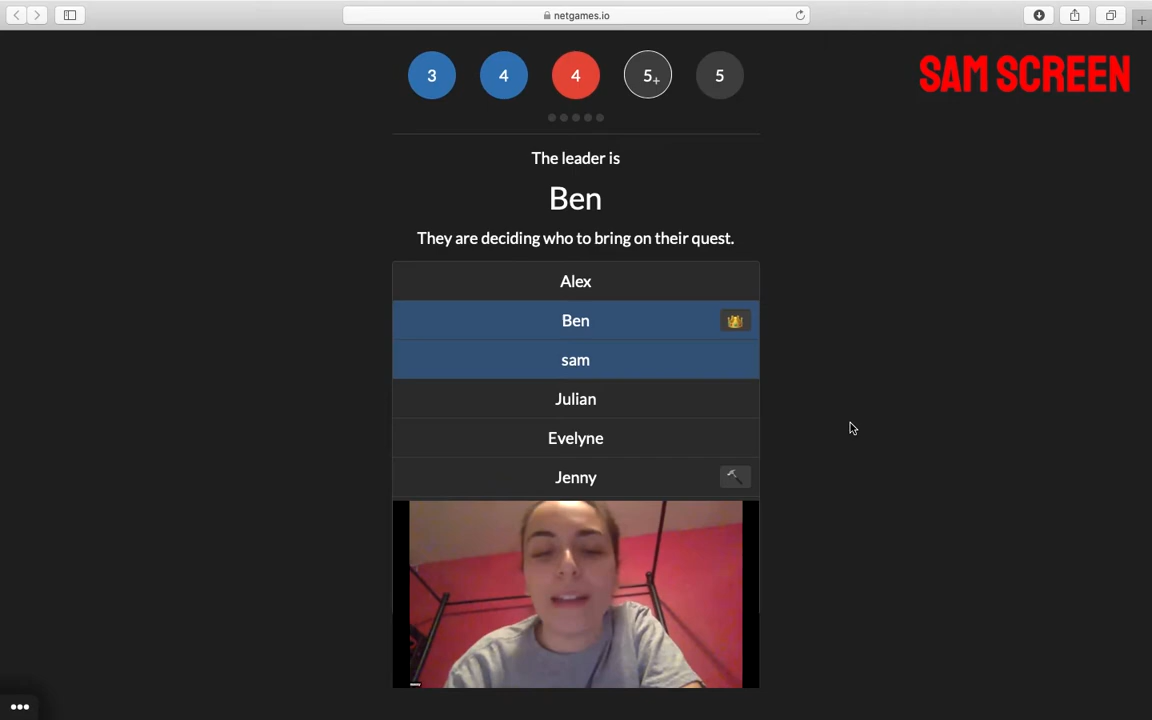 netgames.io
SAM SCREEN
3 4 4 5+ 5
The leader is
Ben
They are deciding who to bring on their quest.
Alex
Ben
sam
Julian
Evelyne
Jenny